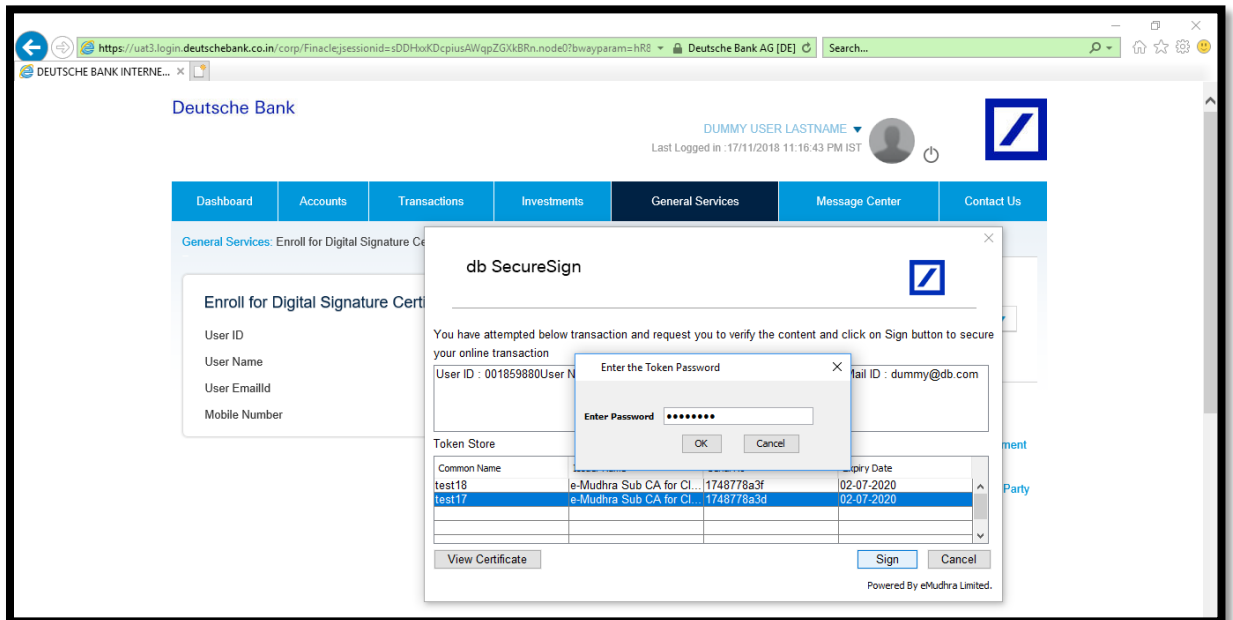 https://uat3.login.deutschebank.co.in/corp/Finacle;jsessionid=sDDHxxKDcpiusAWqpZGXkBRn.node0?bwayparam=hR8 Deutsche Bank AG [DE] Search...
DEUTSCHE BANK INTERNE...
Deutsche Bank
DUMMY USER LASTNAME
Last Logged in :17/11/2018 11:16:43 PM IST
Dashboard Accounts Transactions Investments General Services Message Center Contact Us
General Services: Enroll for Digital Signature Ce
db SecureSign
Enroll for Digital Signature Certi
User ID
User Name
User EmailId
Mobile Number
You have attempted below transaction and request you to verify the content and click on Sign button to secure
your online transaction
User ID : 001859880User N
Mail ID : dummy@db.com
Enter the Token Password
Enter Password ••••••••
OK Cancel
Token Store
Common Name Expiry Date
test18 e-Mudhra Sub CA for Cl... 1748778a3f 02-07-2020
test17 e-Mudhra Sub CA for Cl... 1748778a3d 02-07-2020
View Certificate Sign Cancel
Powered By eMudhra Limited.
ment
Party